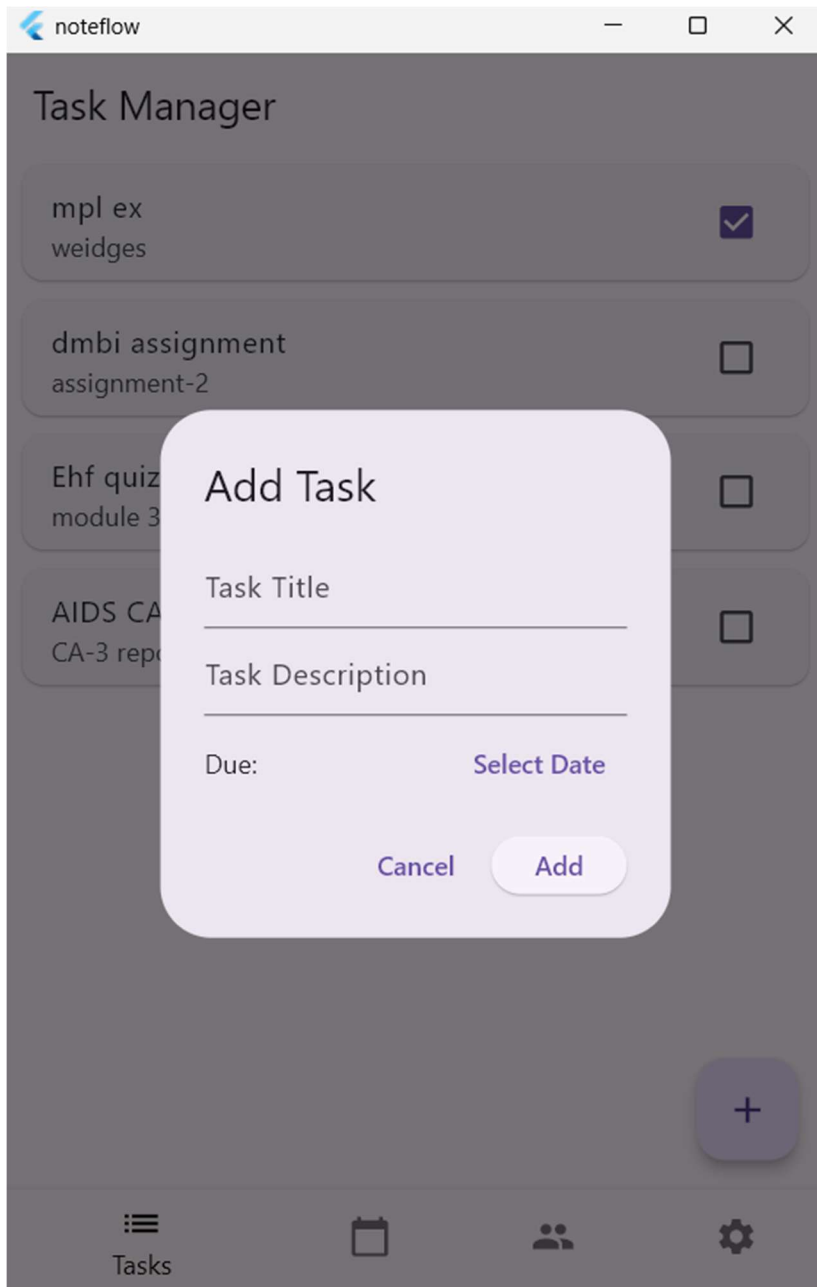 noteflow
Task Manager
mpl ex
weidges
dmbi assignment
assignment-2
Ehf quiz
module 3
AIDS CA
CA-3 repo
Add Task
Task Title
Task Description
Due: Select Date
Cancel Add
Tasks